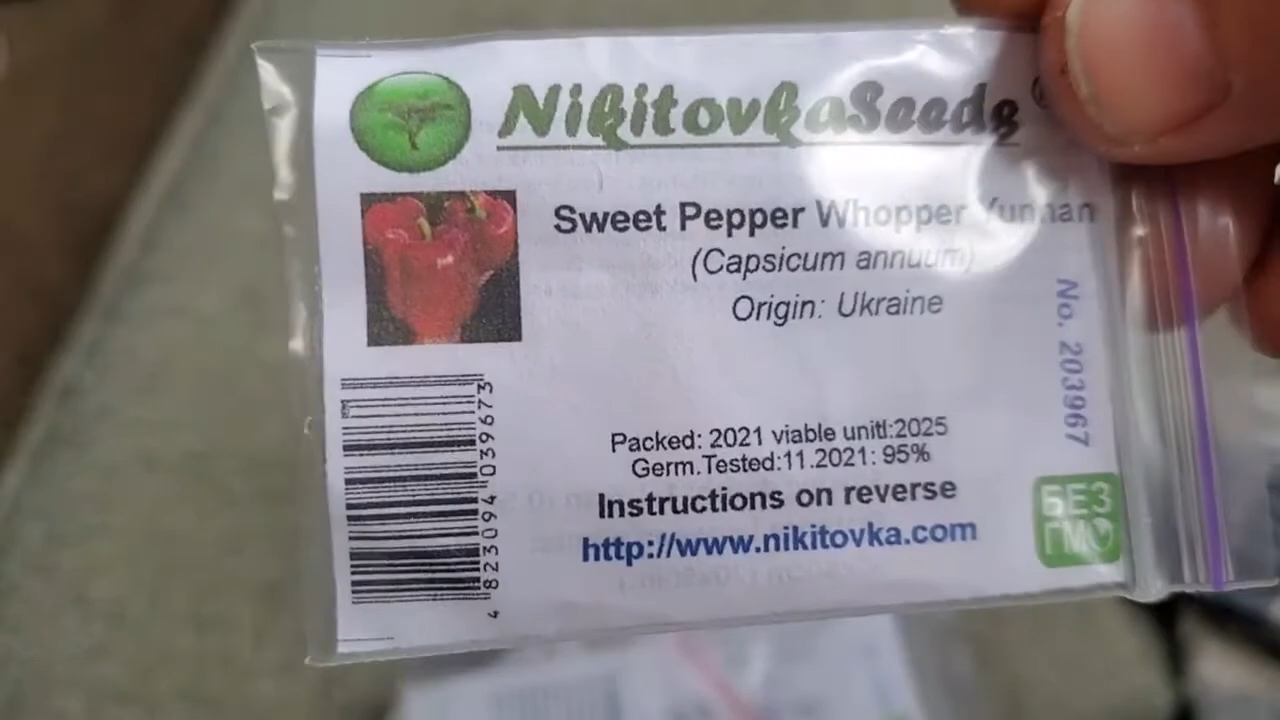 NikitovkaSeeds
Sweet Pepper Whopper Yunnan
(Capsicum annuum)
Origin: Ukraine
No. 203967
Packed: 2021 viable unitl:2025
Germ.Tested:11.2021: 95%
Instructions on reverse
http://www.nikitovka.com
4 823094 039673
БЕЗ
ГМО